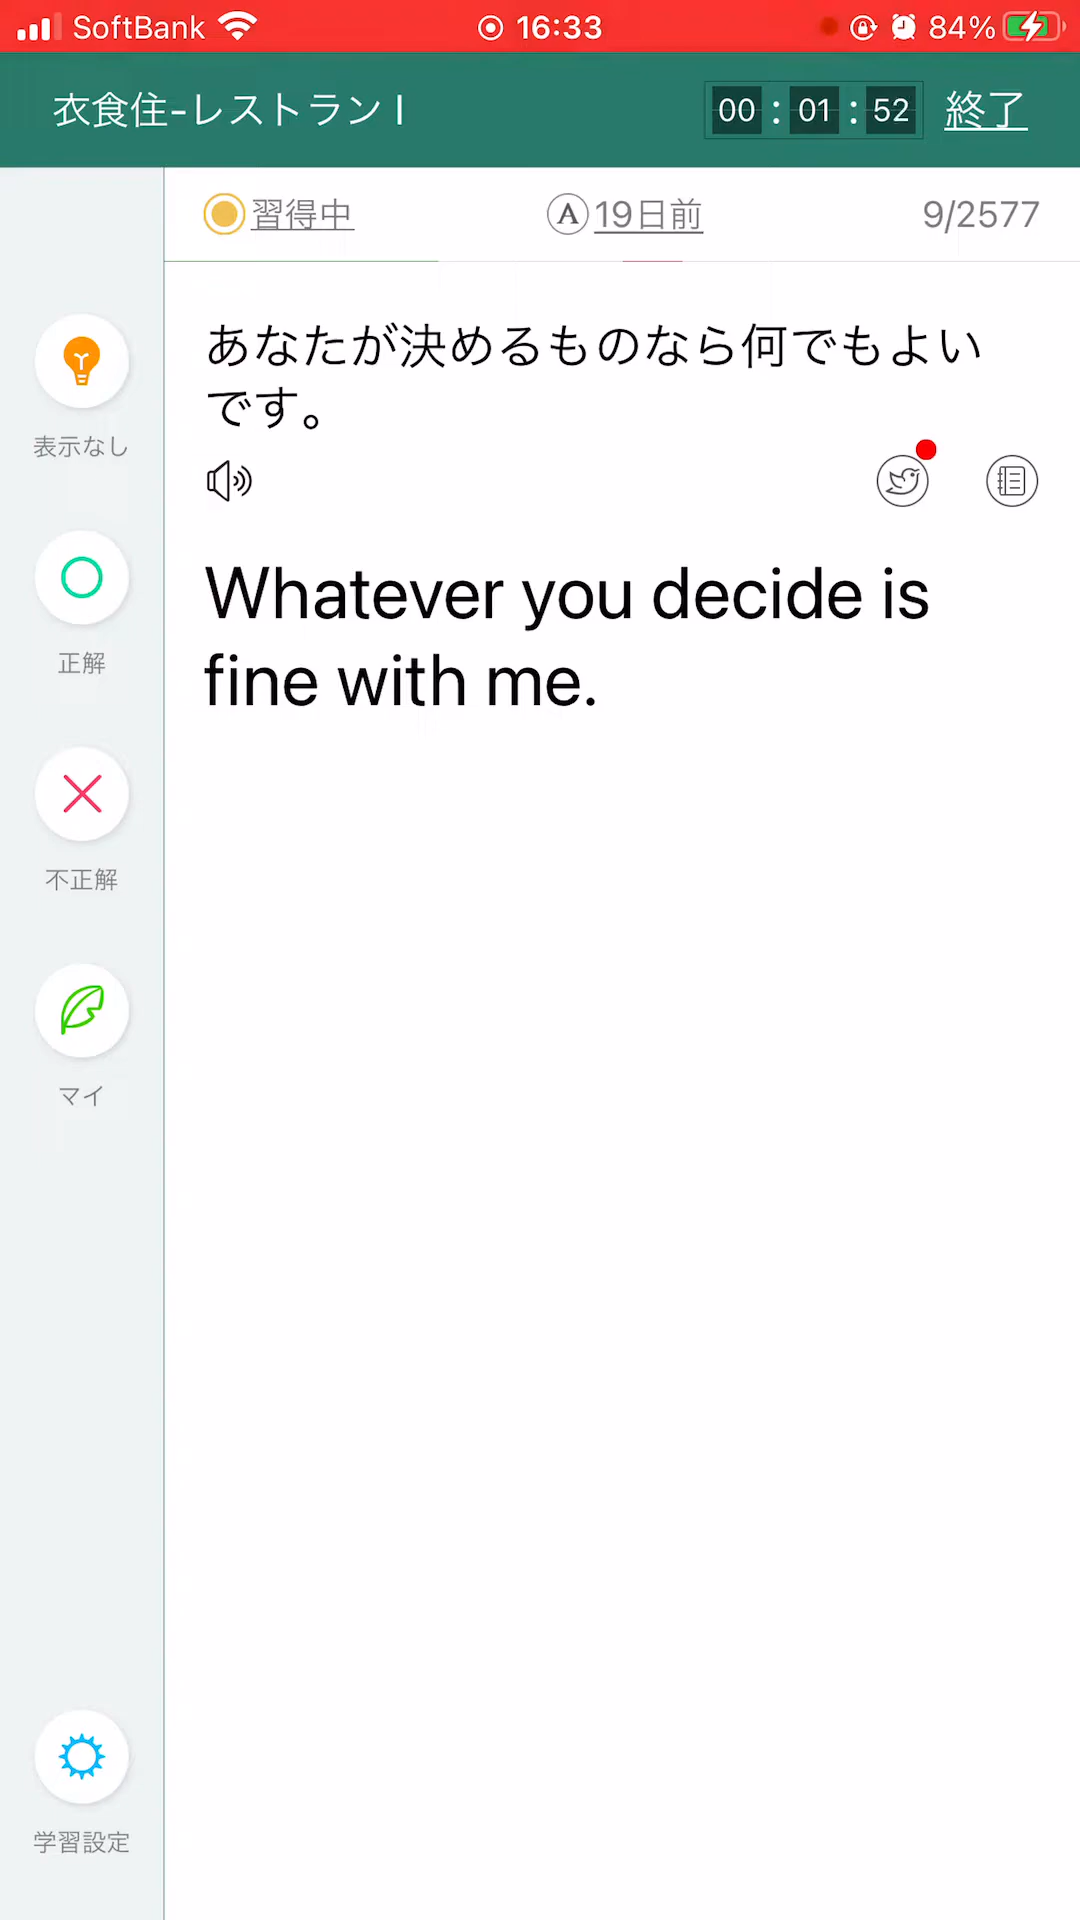 SoftBank 16:33 84%
衣食住-レストラン I 00 : 01 : 52 終了
習得中 A 19日前 9/2577
あなたが決めるものなら何でもよい
です。
Whatever you decide is
fine with me.
表示なし
正解
不正解
マイ
学習設定